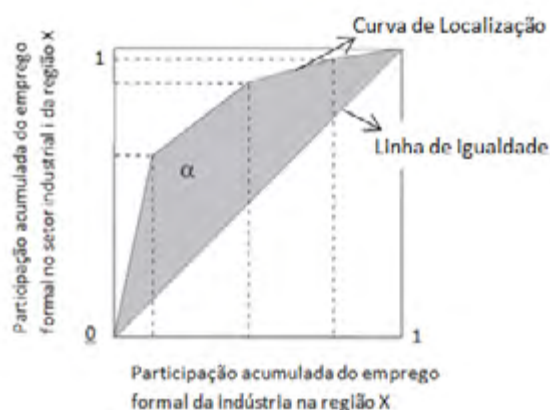 Curva de Localização
1
Participação acumulada do emprego
formal no setor industrial i da região X
α
Linha de Igualdade
0
1
Participação acumulada do emprego
formal da indústria na região X